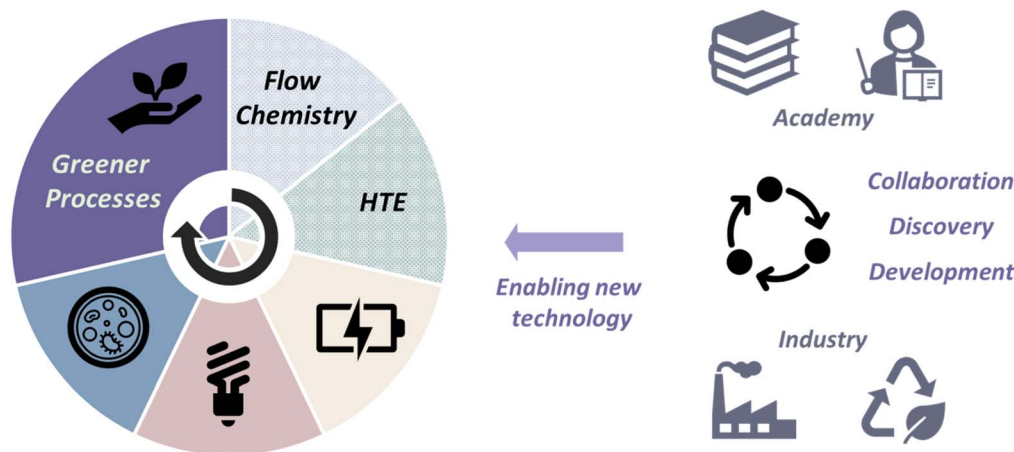 Flow
Chemistry
Greener
Processes
HTE
Enabling new
technology
Academy
Collaboration
Discovery
Development
Industry